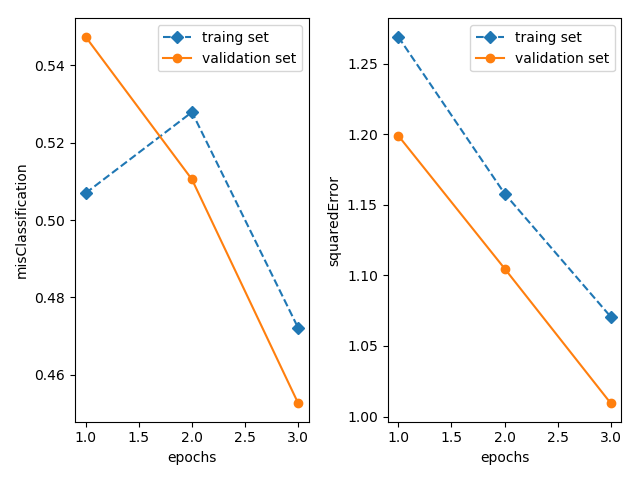 traing set
validation set
0.54
0.52
0.50
0.48
0.46
misClassification
1.0
1.5
2.0
2.5
3.0
epochs
traing set
validation set
1.25
1.20
1.15
1.10
1.05
1.00
squaredError
1.0
1.5
2.0
2.5
3.0
epochs